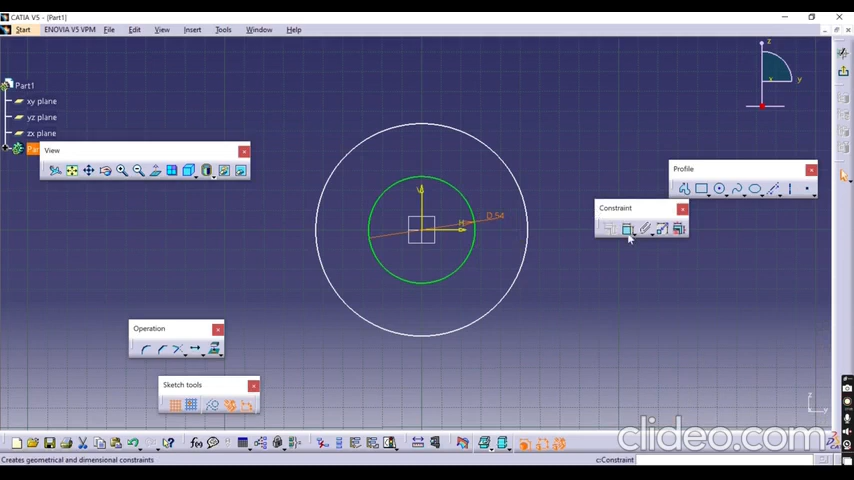 CATIA V5 - [Part1]
Start ENOVIA V5 VPM File Edit View Insert Tools Window Help
z
y
x
Part1
xy plane
yz plane
zx plane
Par
View
Profile
Constraint
V
H
D 54
Operation
Sketch tools
f(x)
clideo.com
Creates geometrical and dimensional constraints
c:Constraint